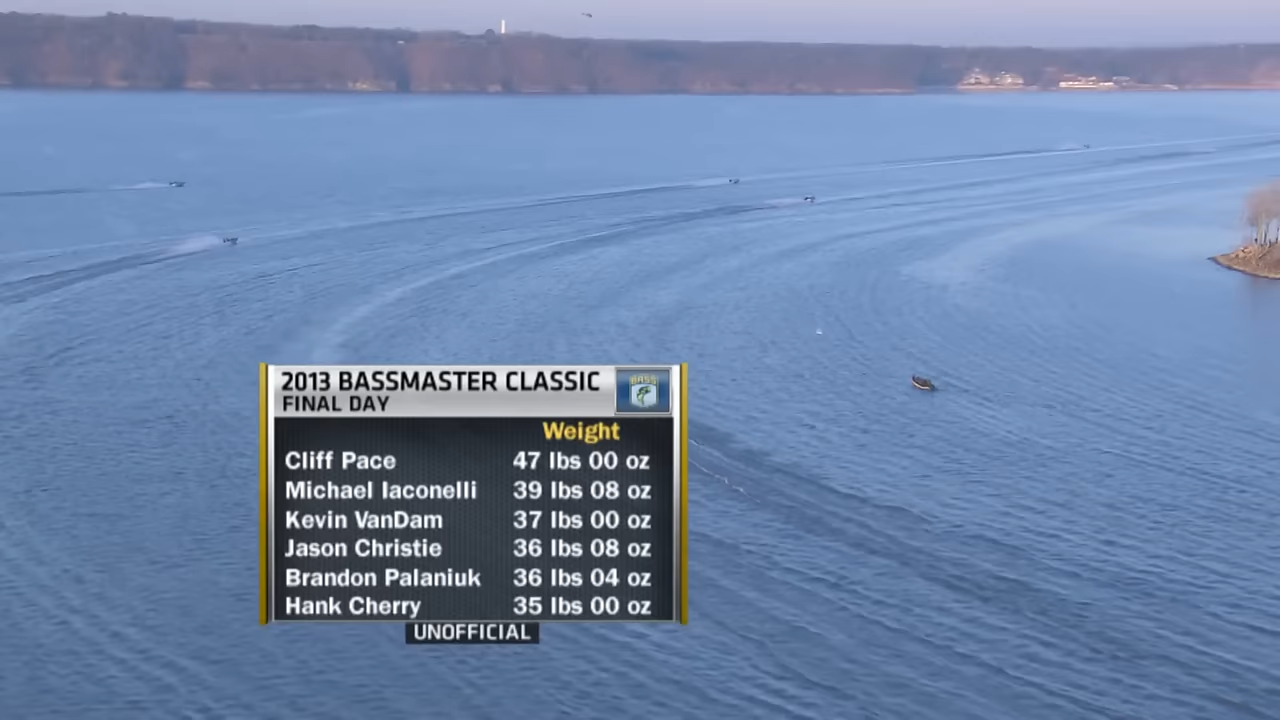 2013 BASSMASTER CLASSIC
FINAL DAY
BASS
Weight
Cliff Pace 47 lbs 00 oz
Michael Iaconelli 39 lbs 08 oz
Kevin VanDam 37 lbs 00 oz
Jason Christie 36 lbs 08 oz
Brandon Palaniuk 36 lbs 04 oz
Hank Cherry 35 lbs 00 oz
UNOFFICIAL